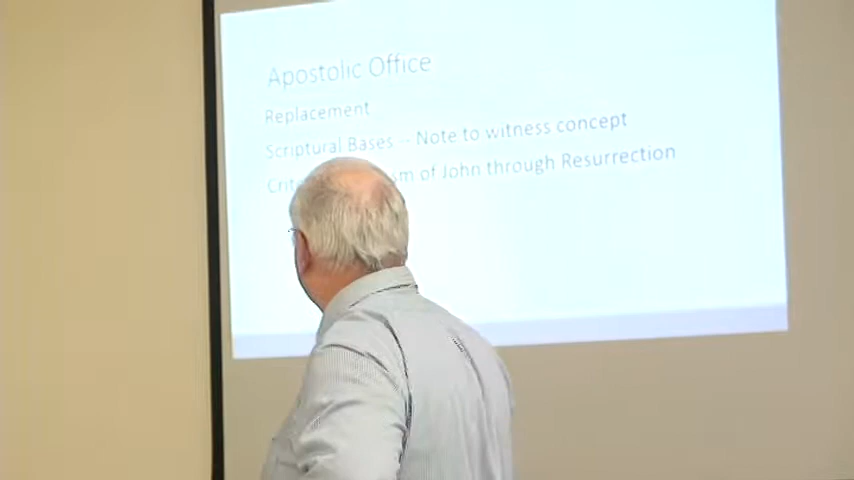 Apostolic Office
Replacement
Scriptural Bases – Note to witness concept
of John through Resurrection